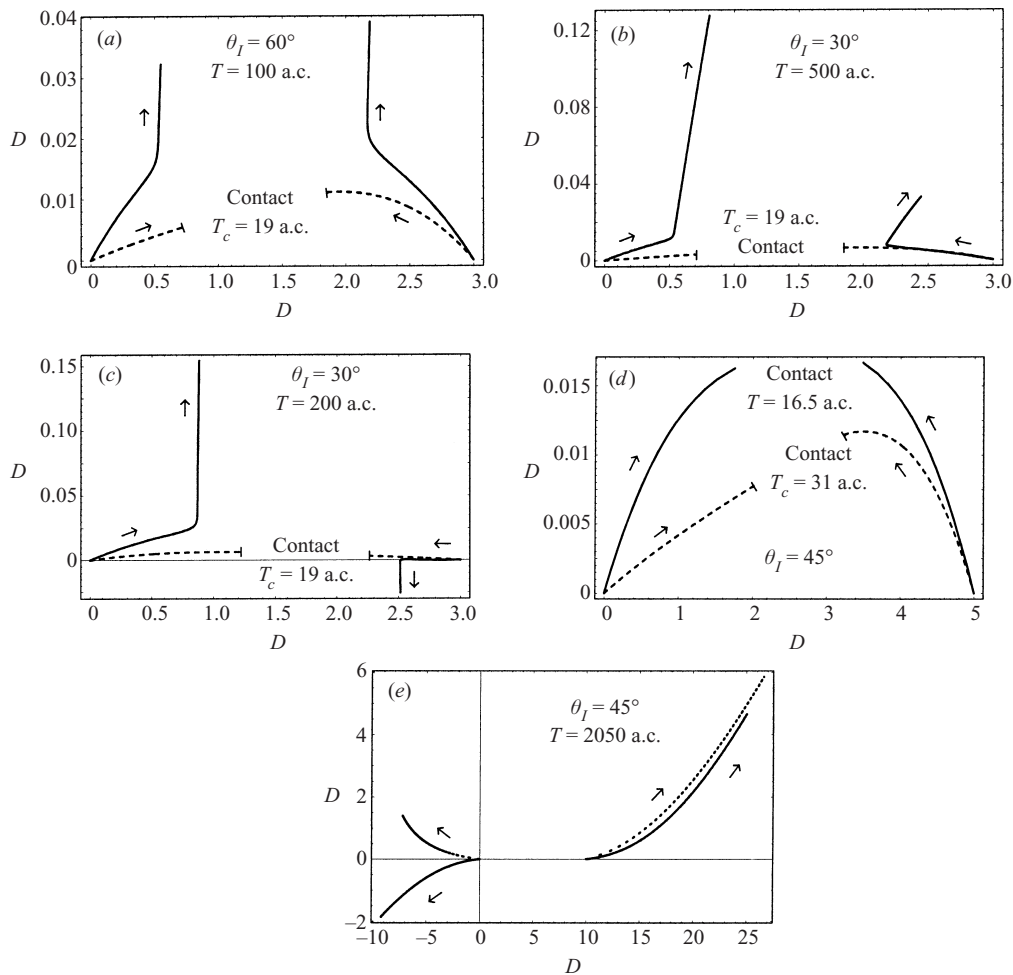 (a)
θ_I = 60°
T = 100 a.c.
0.04
0.03
D 0.02
0.01
0
Contact
T_c = 19 a.c.
0 0.5 1.0 1.5 2.0 2.5 3.0
D
(b)
θ_I = 30°
T = 500 a.c.
0.12
D 0.08
0.04
0
T_c = 19 a.c.
Contact
0 0.5 1.0 1.5 2.0 2.5 3.0
D
(c)
θ_I = 30°
T = 200 a.c.
0.15
0.10
D
0.05
0
Contact
T_c = 19 a.c.
0 0.5 1.0 1.5 2.0 2.5 3.0
D
(d)
Contact
T = 16.5 a.c.
0.015
0.01
D
0.005
0
Contact
T_c = 31 a.c.
θ_I = 45°
0 1 2 3 4 5
D
(e)
θ_I = 45°
T = 2050 a.c.
6
4
D 2
0
−2
−10 −5 0 5 10 15 20 25
D